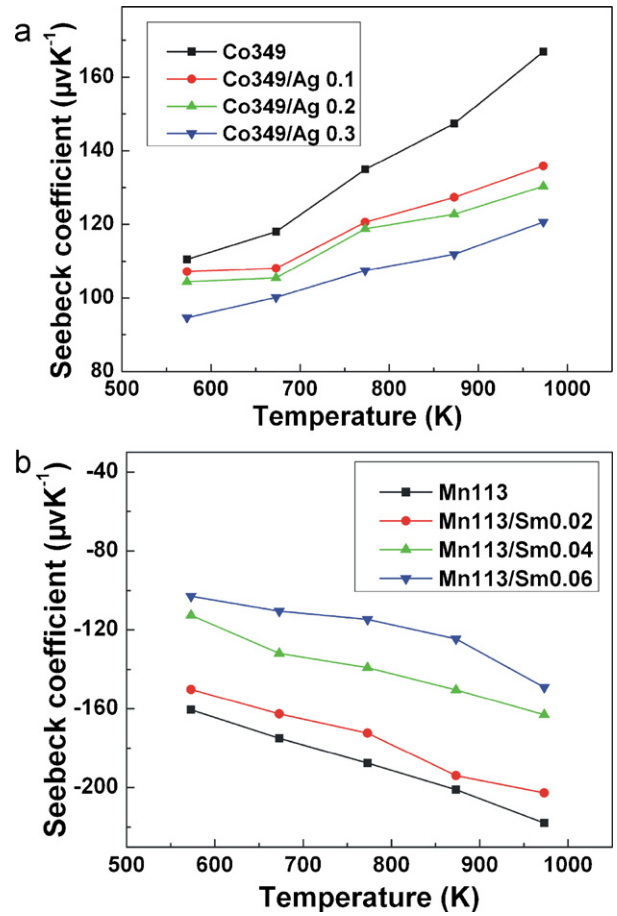 a
Seebeck coefficient (µvK⁻¹)
160
140
120
100
80
Co349
Co349/Ag 0.1
Co349/Ag 0.2
Co349/Ag 0.3
500 600 700 800 900 1000
Temperature (K)
b
Seebeck coefficient (µvK⁻¹)
-40
-80
-120
-160
-200
Mn113
Mn113/Sm0.02
Mn113/Sm0.04
Mn113/Sm0.06
500 600 700 800 900 1000
Temperature (K)